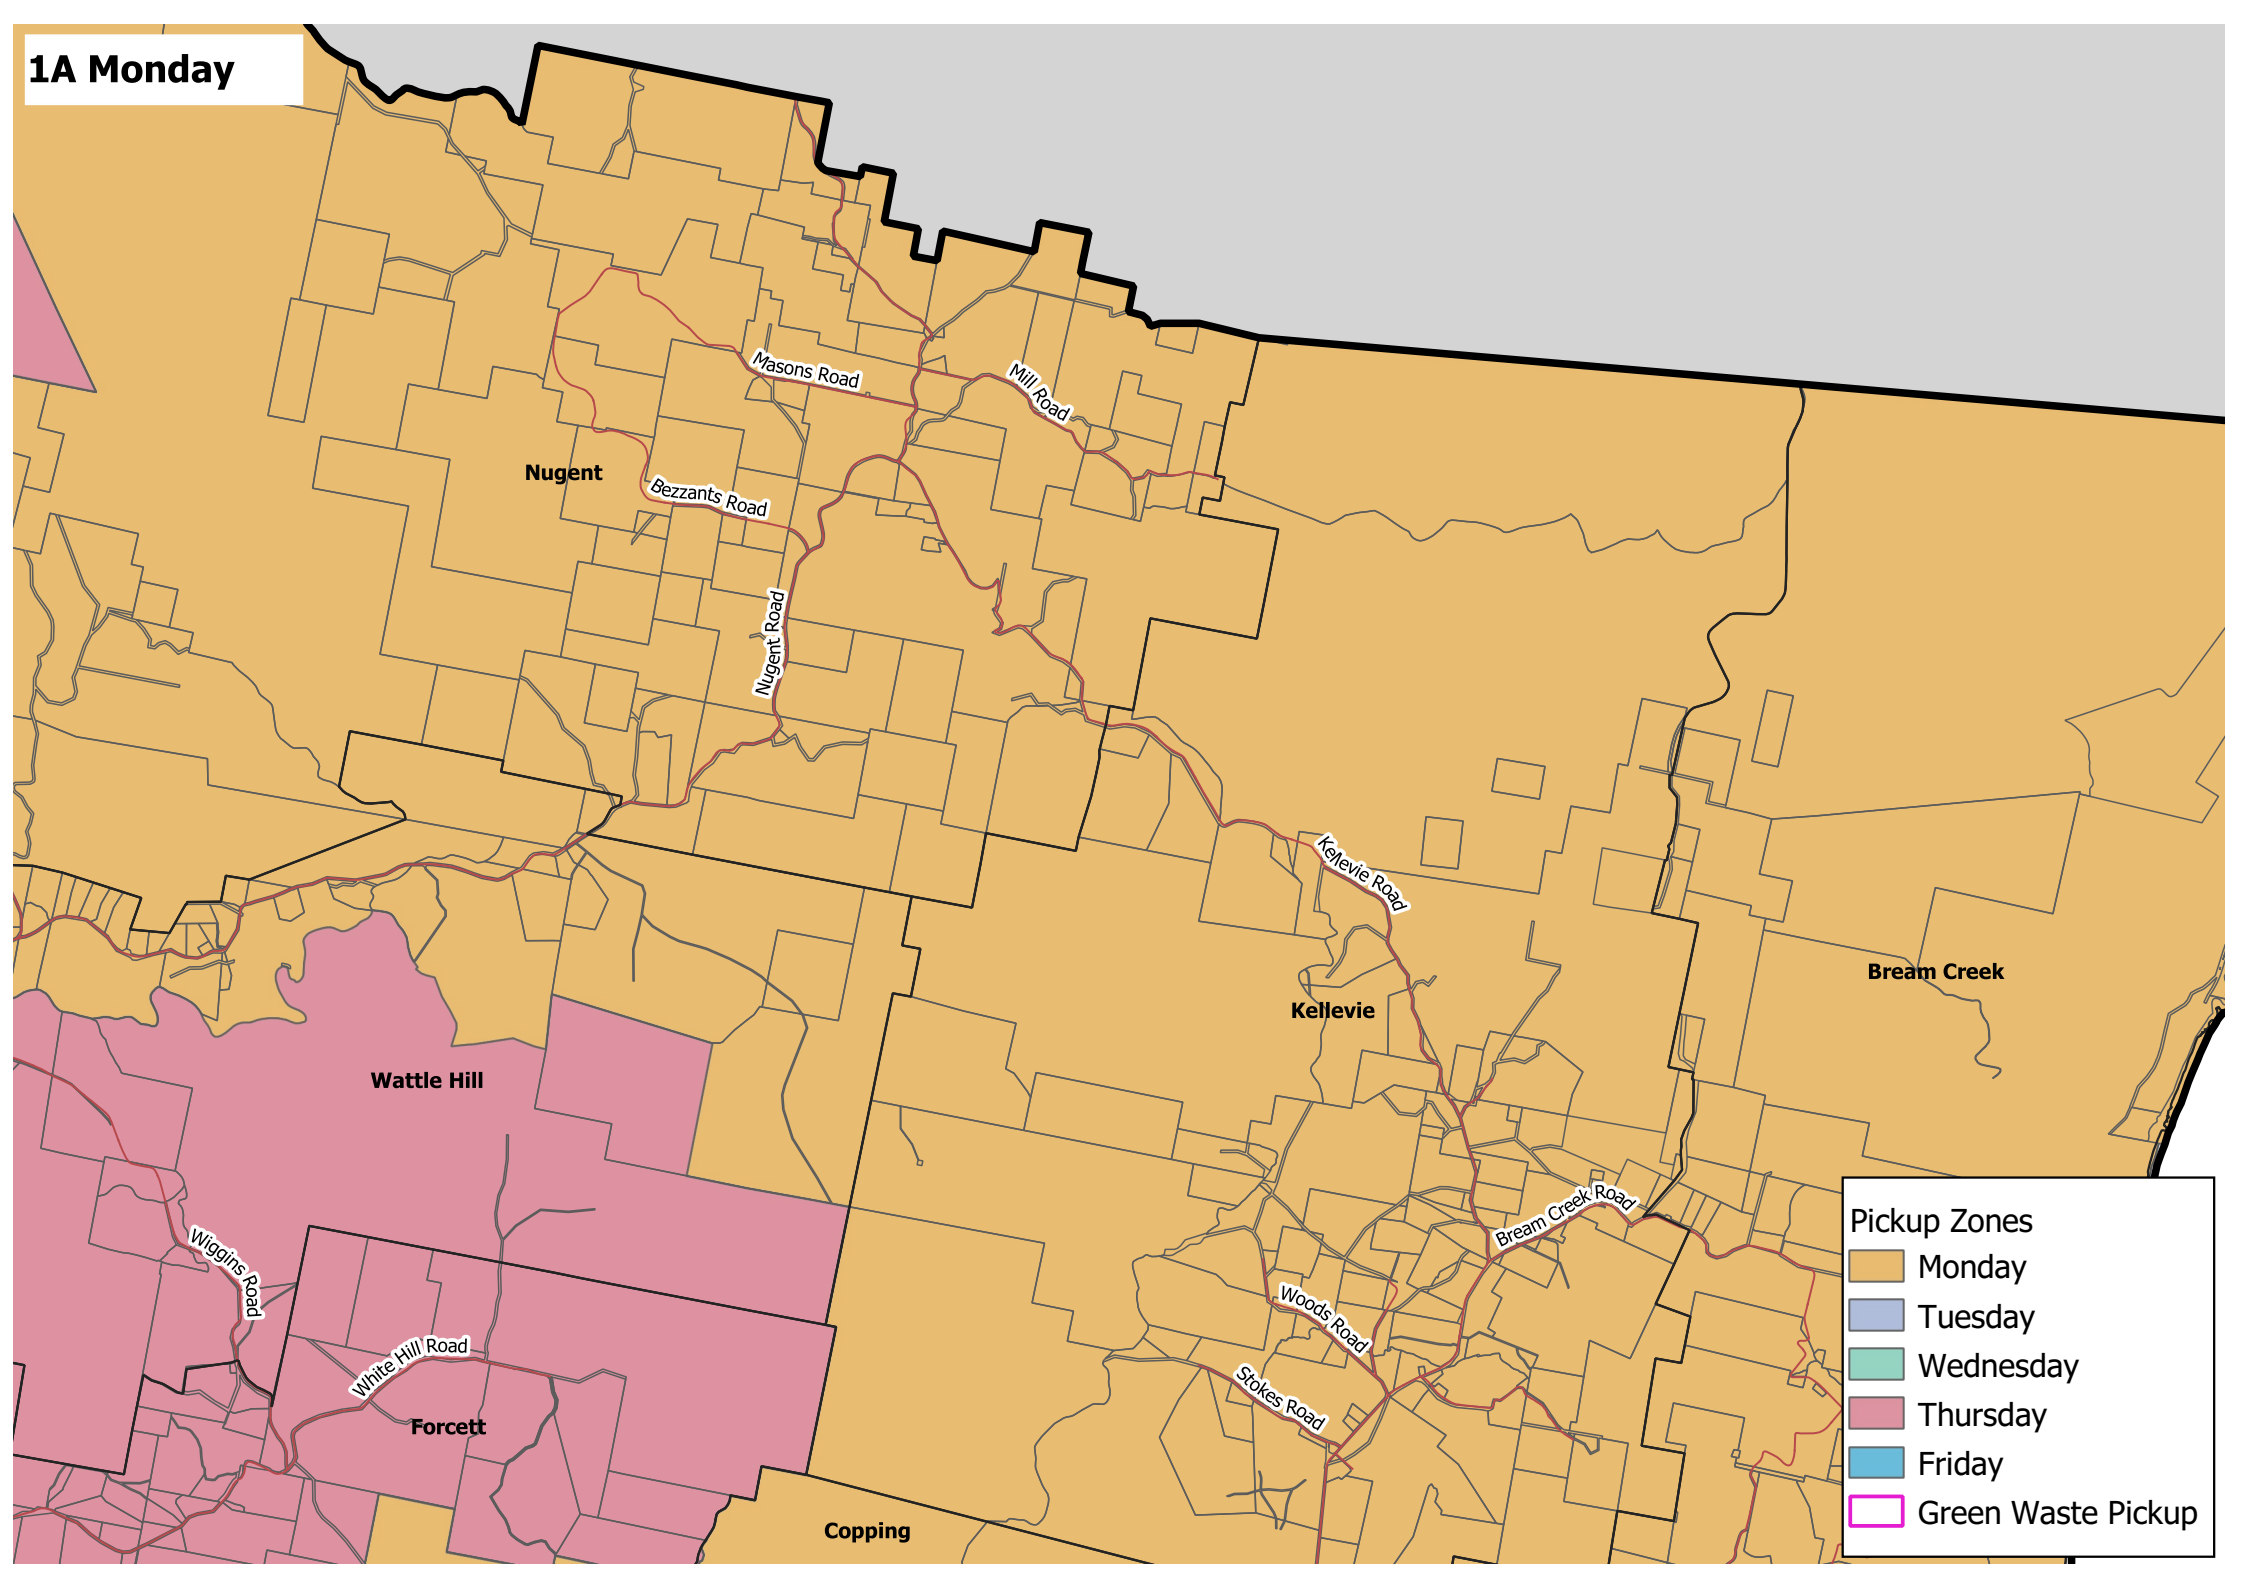 1A Monday
Masons Road
Mill Road
Nugent
Bezzants Road
Nugent Road
Kellevie Road
Bream Creek
Kellevie
Wattle Hill
Bream Creek Road
Wiggins Road
Woods Road
White Hill Road
Stokes Road
Forcett
Copping
Pickup Zones
Monday
Tuesday
Wednesday
Thursday
Friday
Green Waste Pickup